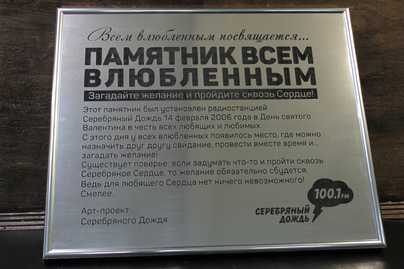 Всем влюбленным посвящается...
ПАМЯТНИК ВСЕМ
ВЛЮБЛЕННЫМ
Загадайте желание и пройдите сквозь Сердце!
Этот памятник был установлен радиостанцией
Серебряный Дождь 14 февраля 2006 года в День святого
Валентина в честь всех любящих и любимых.
С этого дня у всех влюбленных появилось место, где можно
назначить друг другу свидание, провести вместе время и...
загадать желание!
Существует поверье: если задумать что-то и пройти сквозь
Серебряное Сердце, то желание обязательно сбудется.
Ведь для любящего Сердца нет ничего невозможного!
Смелее...
100.1 FM
Арт-проект
Серебряного Дождя
СЕРЕБРЯНЫЙ
ДОЖДЬ